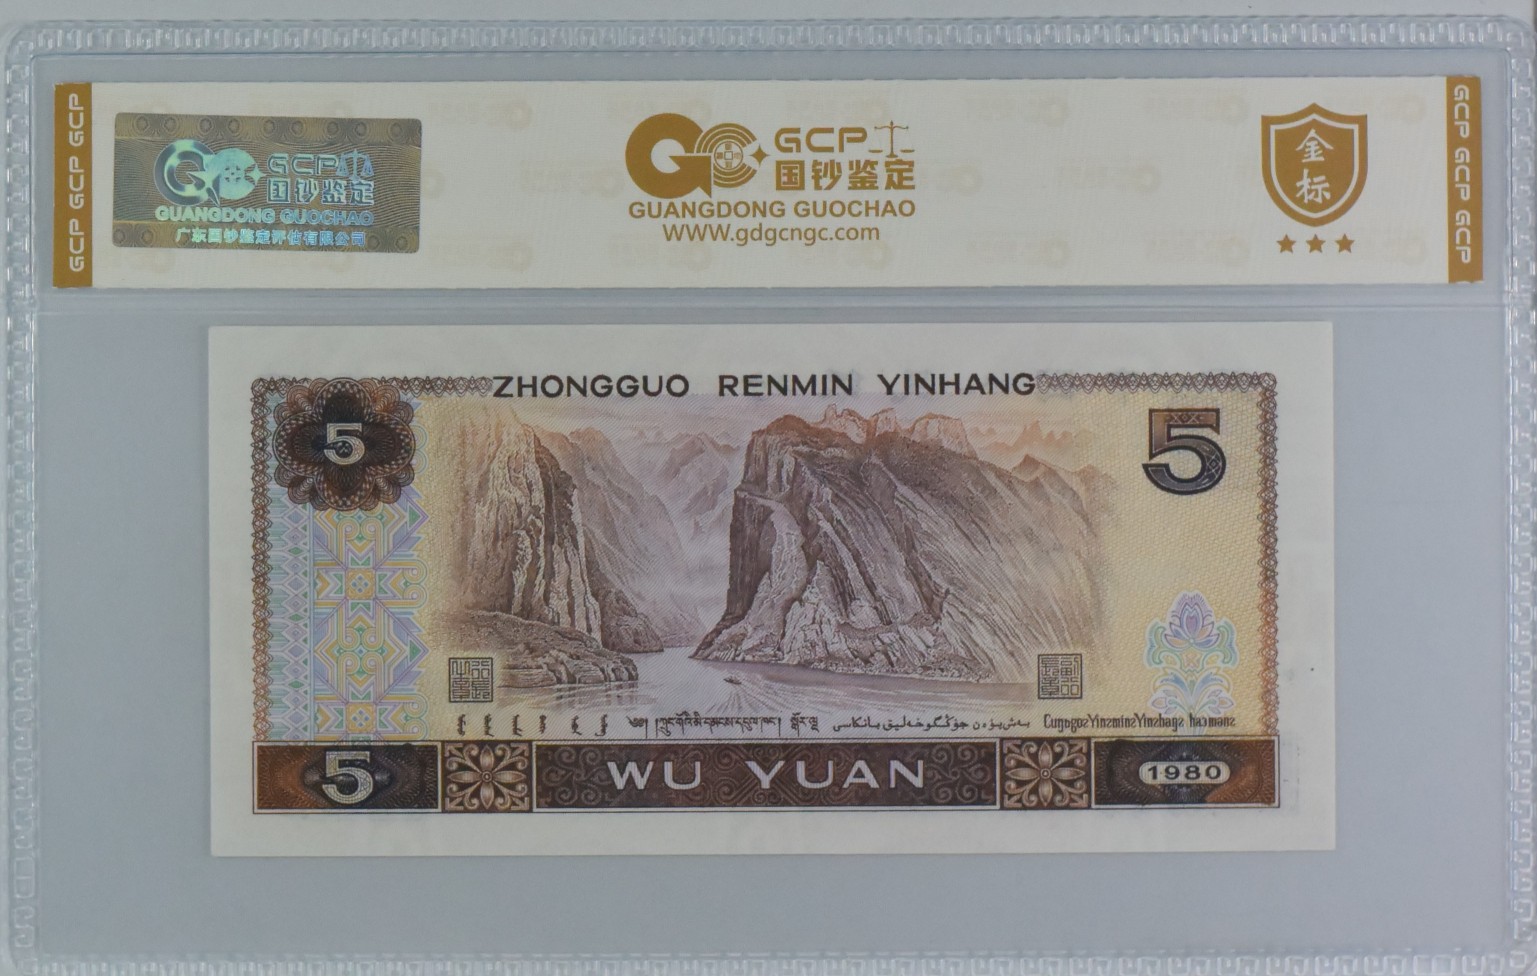 GCP GCP GCP
GCP
国钞鉴定
GUANGDONG GUOCHAO
广东国钞鉴定评估有限公司
GCP
国钞鉴定
GUANGDONG GUOCHAO
WWW.gdgcngc.com
金标
GCP GCP GCP
ZHONGGUO RENMIN YINHANG
5
5
5
WU YUAN
1980